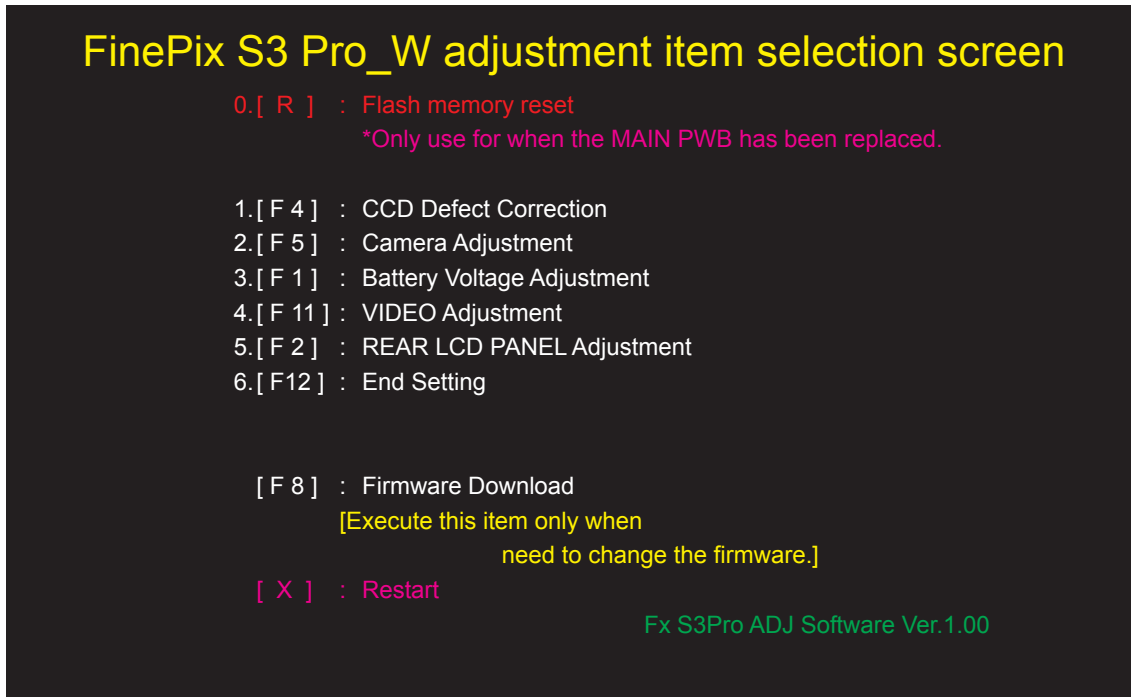 FinePix S3 Pro_W adjustment item selection screen
0.[ R ] : Flash memory reset
*Only use for when the MAIN PWB has been replaced.
1.[ F 4 ] : CCD Defect Correction
2.[ F 5 ] : Camera Adjustment
3.[ F 1 ] : Battery Voltage Adjustment
4.[ F 11 ] : VIDEO Adjustment
5.[ F 2 ] : REAR LCD PANEL Adjustment
6.[ F12 ] : End Setting
[ F 8 ] : Firmware Download
[Execute this item only when
need to change the firmware.]
[ X ] : Restart
Fx S3Pro ADJ Software Ver.1.00